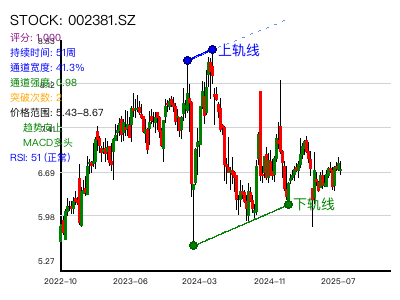 STOCK: 002381.SZ
评分: 1.000
持续时间: 51周
通道宽度: 41.3%
通道强度: 0.98
突破次数: 2
价格范围: 5.43–8.67
趋势向上
MACD多头
RSI: 51 (正常)
上轨线
下轨线
6.69
5.98
5.27
2022–10
2023–06
2024–03
2024–11
2025–07